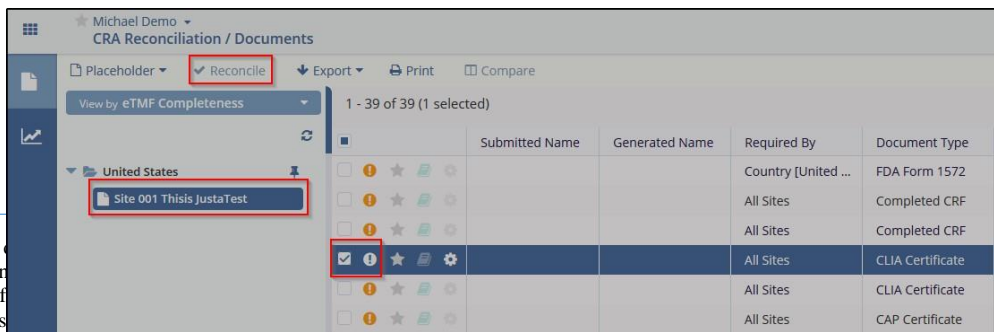 Michael Demo
CRA Reconciliation / Documents
Placeholder Reconcile Export Print Compare
View by eTMF Completeness
1 - 39 of 39 (1 selected)
Submitted Name Generated Name Required By Document Type
United States Country [United ... FDA Form 1572
Site 001 Thisis JustaTest All Sites Completed CRF
All Sites Completed CRF
All Sites CLIA Certificate
All Sites CLIA Certificate
All Sites CAP Certificate